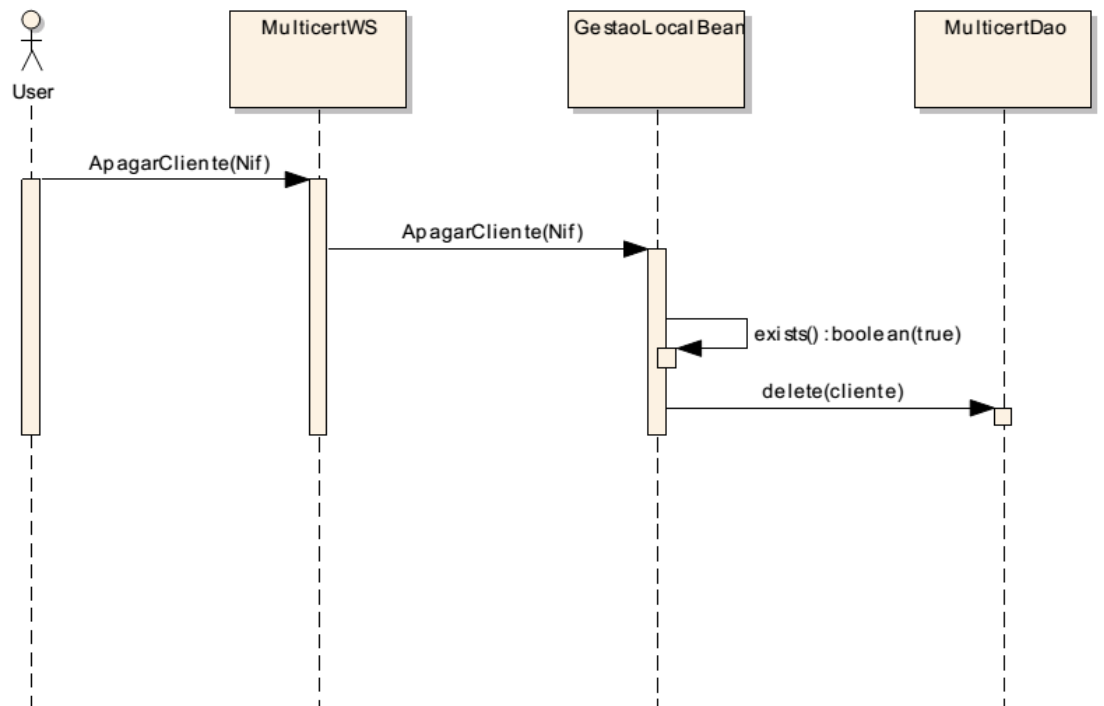 MulticertWS
GestaoLocalBean
MulticertDao
User
ApagarCliente(Nif)
ApagarCliente(Nif)
exists() :boolean(true)
delete(cliente)